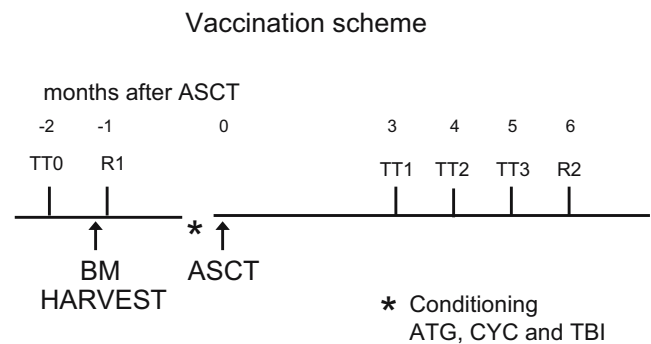 Vaccination scheme
months after ASCT
-2 -1 0 3 4 5 6
TT0 R1 TT1 TT2 TT3 R2
* 
BM HARVEST
ASCT
* Conditioning
ATG, CYC and TBI